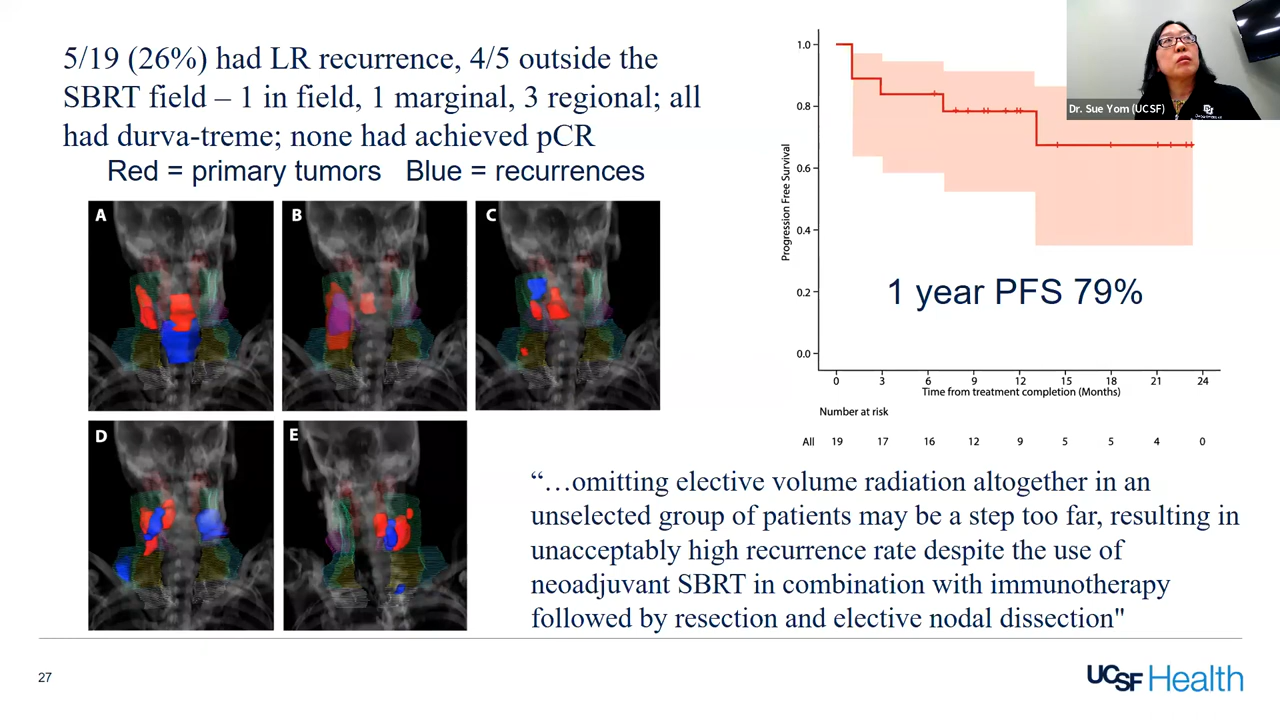 5/19 (26%) had LR recurrence, 4/5 outside the
SBRT field – 1 in field, 1 marginal, 3 regional; all
had durva-treme; none had achieved pCR
Red = primary tumors Blue = recurrences
A
B
C
D
E
1.0
0.8
0.6
0.4
0.2
0.0
Progression Free Survival
1 year PFS 79%
0 3 6 9 12 15 18 21 24
Time from treatment completion (Months)
Number at risk
All 19 17 16 12 9 5 5 4 0
Dr. Sue Yom (UCSF)
“…omitting elective volume radiation altogether in an
unselected group of patients may be a step too far, resulting in
unacceptably high recurrence rate despite the use of
neoadjuvant SBRT in combination with immunotherapy
followed by resection and elective nodal dissection"
27
UCSF Health